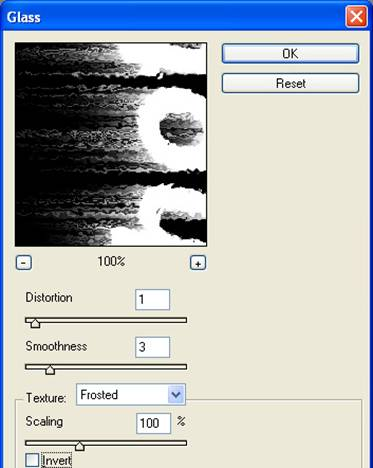 Glass
OK
Reset
-
100%
+
Distortion 1
Smoothness 3
Texture: Frosted
Scaling 100 %
Invert